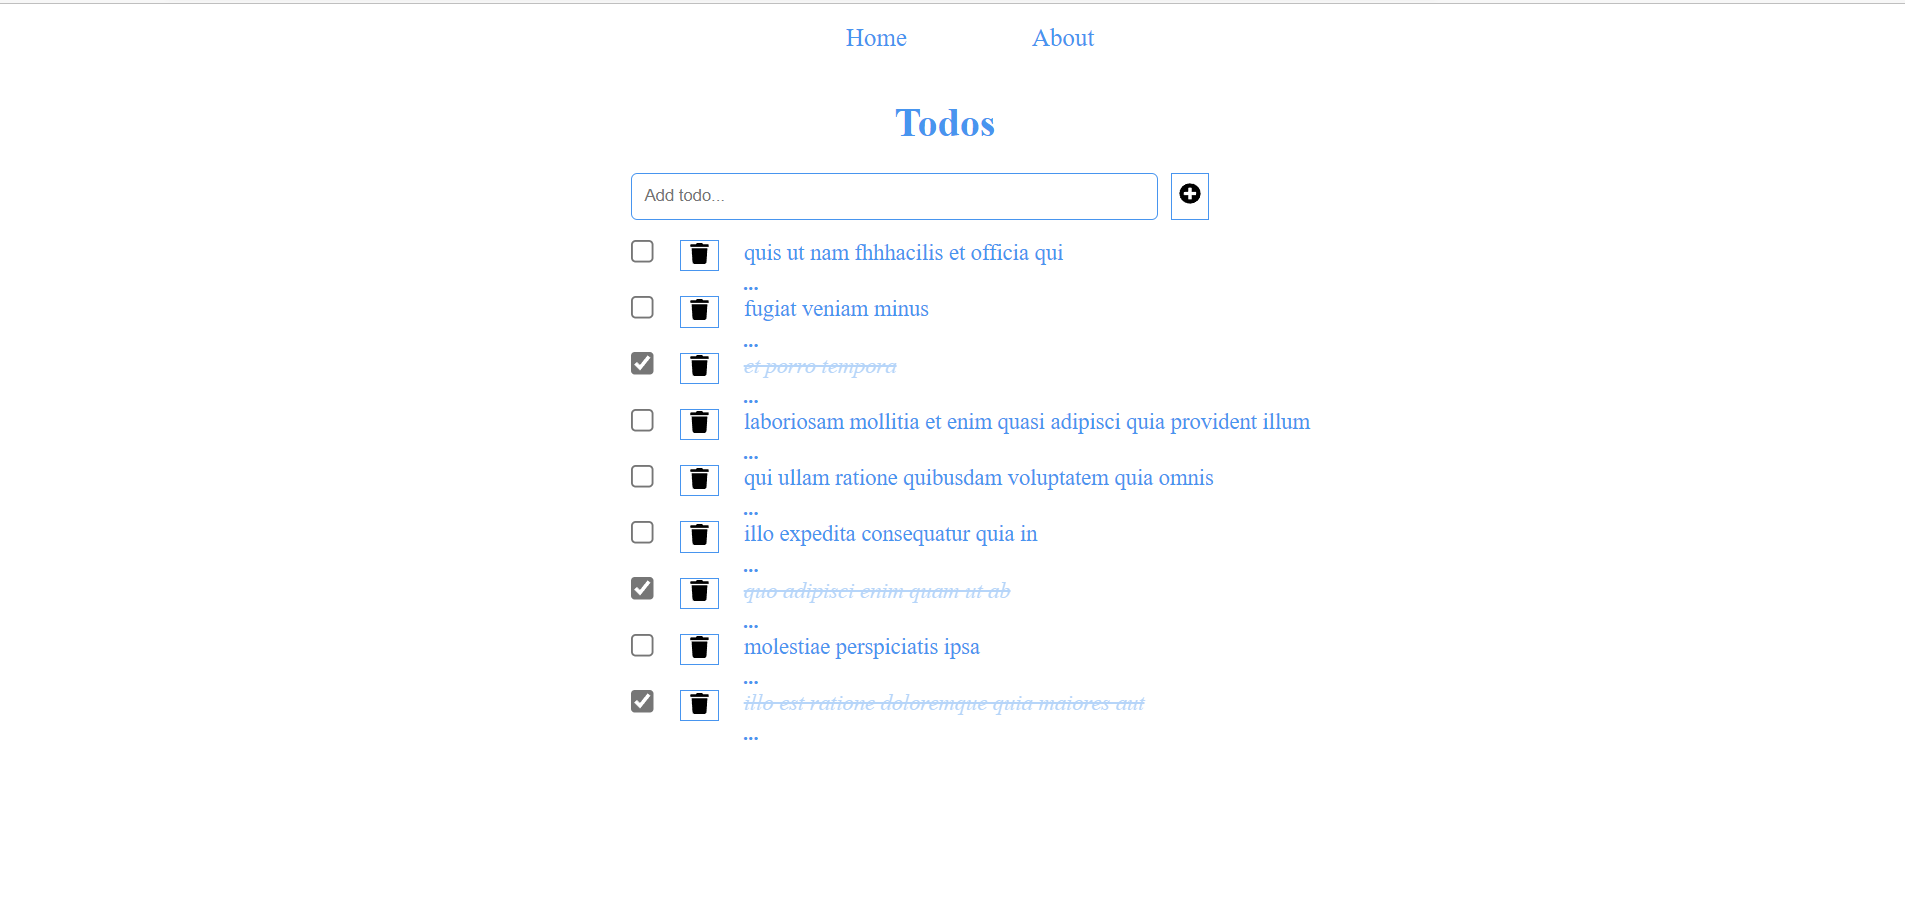 Home About
Todos
Add todo...
quis ut nam fhhhacilis et officia qui
...
fugiat veniam minus
...
et porro tempora
...
laboriosam mollitia et enim quasi adipisci quia provident illum
...
qui ullam ratione quibusdam voluptatem quia omnis
...
illo expedita consequatur quia in
...
quo adipisci enim quam ut ab
...
molestiae perspiciatis ipsa
...
illo est ratione doloremque quia maiores aut
...